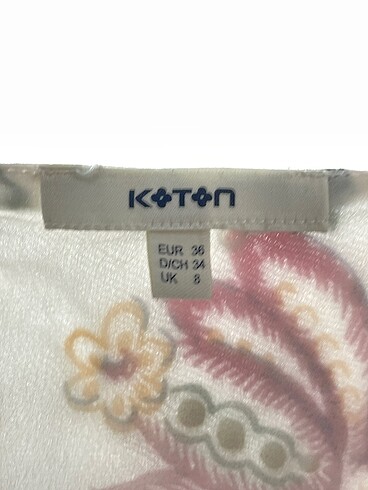 KOTON
EUR 36
D/CH 34
UK 8